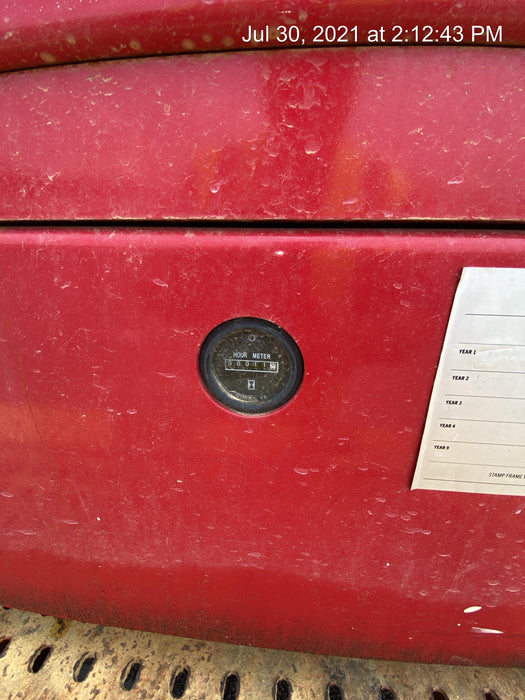 Jul 30, 2021 at 2:12:43 PM
HOUR METER
YEAR 1
YEAR 2
YEAR 3
YEAR 4
YEAR
STAMP FRAME